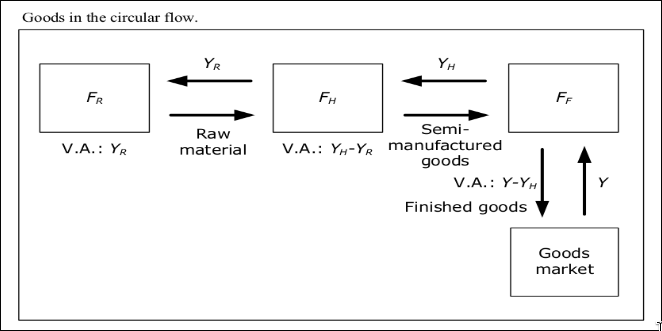 Goods in the circular flow.
Y_R
Y_H
F_R
F_H
F_F
Raw
material
Semi-
manufactured
goods
V.A.: Y_R
V.A.: Y_H-Y_R
V.A.: Y-Y_H
Y
Finished goods
Goods
market